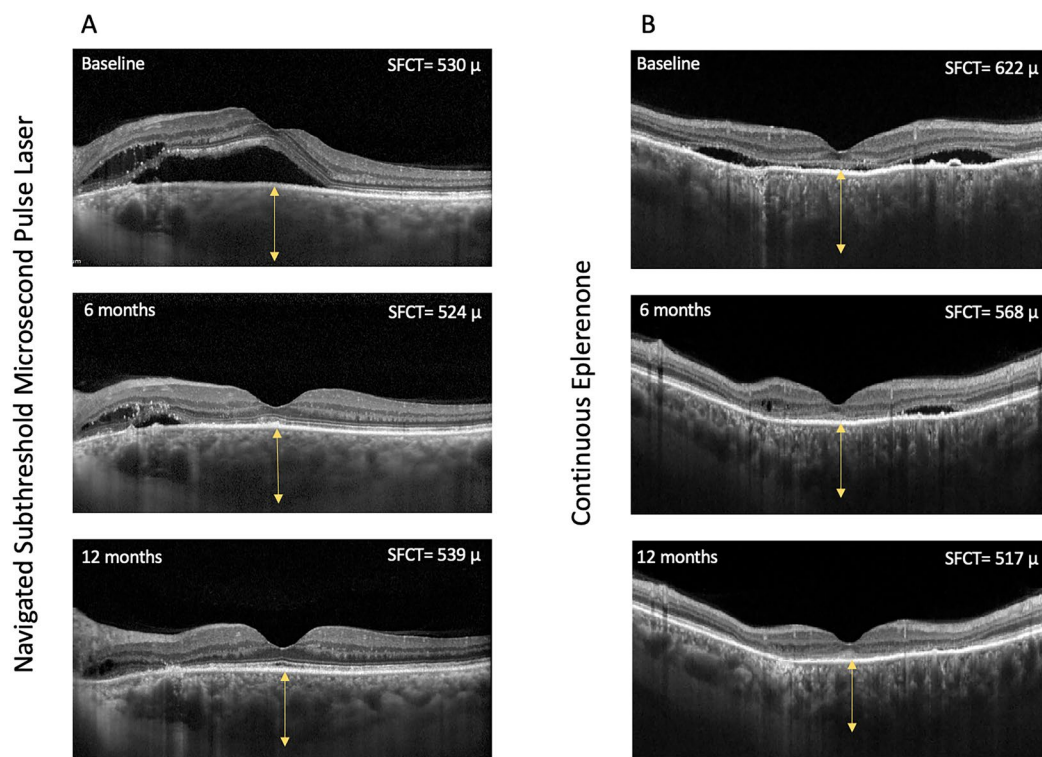 A
Navigated Subthreshold Microsecond Pulse Laser
Baseline
SFCT= 530 μ
6 months
SFCT= 524 μ
12 months
SFCT= 539 μ
B
Continuous Eplerenone
Baseline
SFCT= 622 μ
6 months
SFCT= 568 μ
12 months
SFCT= 517 μ